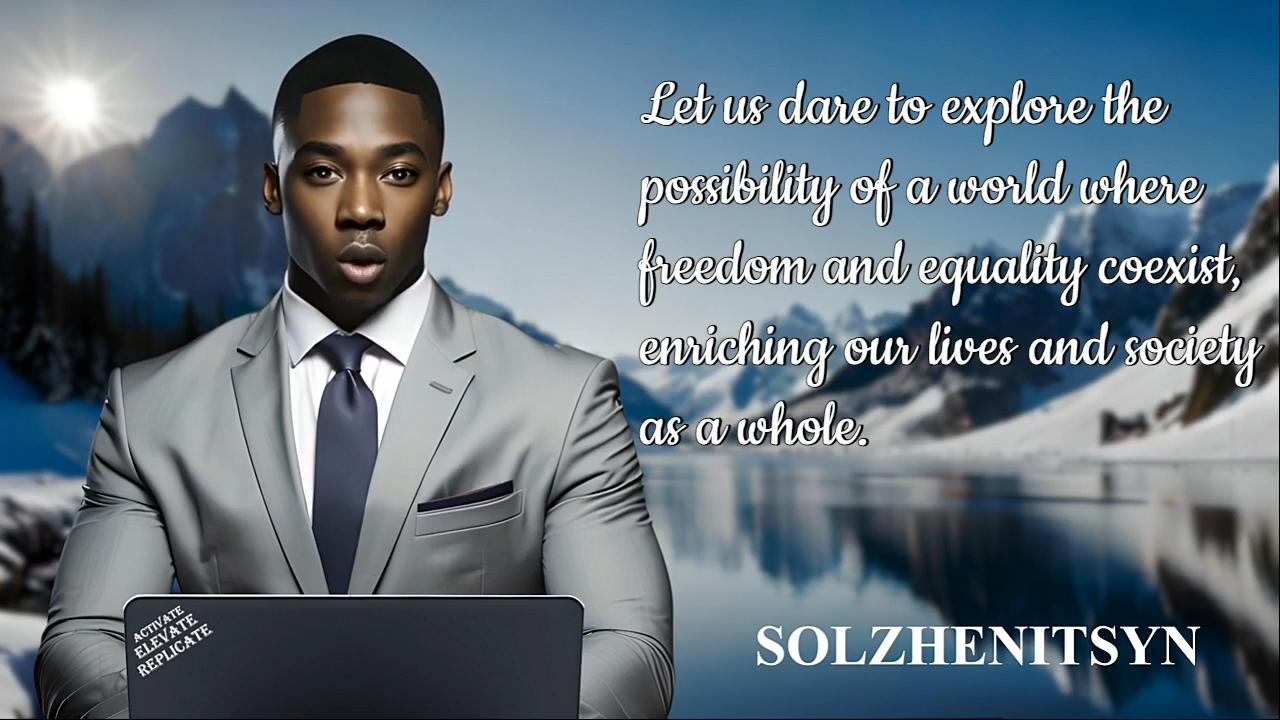 Let us dare to explore the
possibility of a world where
freedom and equality coexist,
enriching our lives and society
as a whole.
ACTIVATE
ELEVATE
REPLICATE
SOLZHENITSYN